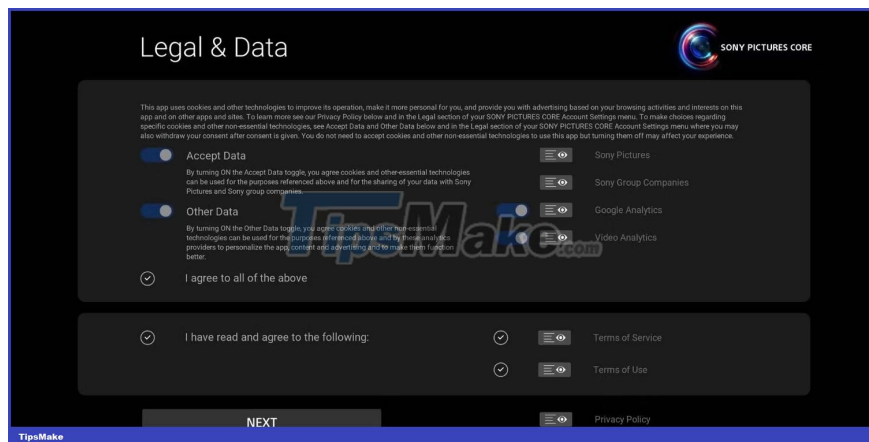 Legal & Data
SONY PICTURES CORE
This app uses cookies and other technologies to improve its operation, make it more personal for you, and provide you with advertising based on your browsing activities and interests on this
app and on other apps and sites. To learn more see our Privacy Policy below and in the Legal section of your SONY PICTURES CORE Account Settings menu. To make choices regarding
specific cookies and other non-essential technologies, see Accept Data and Other Data below and in the Legal section of your SONY PICTURES CORE Account Settings menu where you may
also withdraw your consent after consent is given. You do not need to accept cookies and other non-essential technologies to use this app but turning them off may affect your experience.
Accept Data
By turning ON the Accept Data toggle, you agree cookies and other-essential technologies
can be used for the purposes referenced above and for the sharing of your data with Sony
Pictures and Sony group companies.
Sony Pictures
Sony Group Companies
Other Data
By turning ON the Other Data toggle, you agree cookies and other non-essential
technologies can be used for the purposes referenced above and by these analytics
providers to personalize the app, content and advertising and to make them function
better.
Google Analytics
Video Analytics
TipsMake.com
I agree to all of the above
I have read and agree to the following:
Terms of Service
Terms of Use
NEXT
Privacy Policy
TipsMake